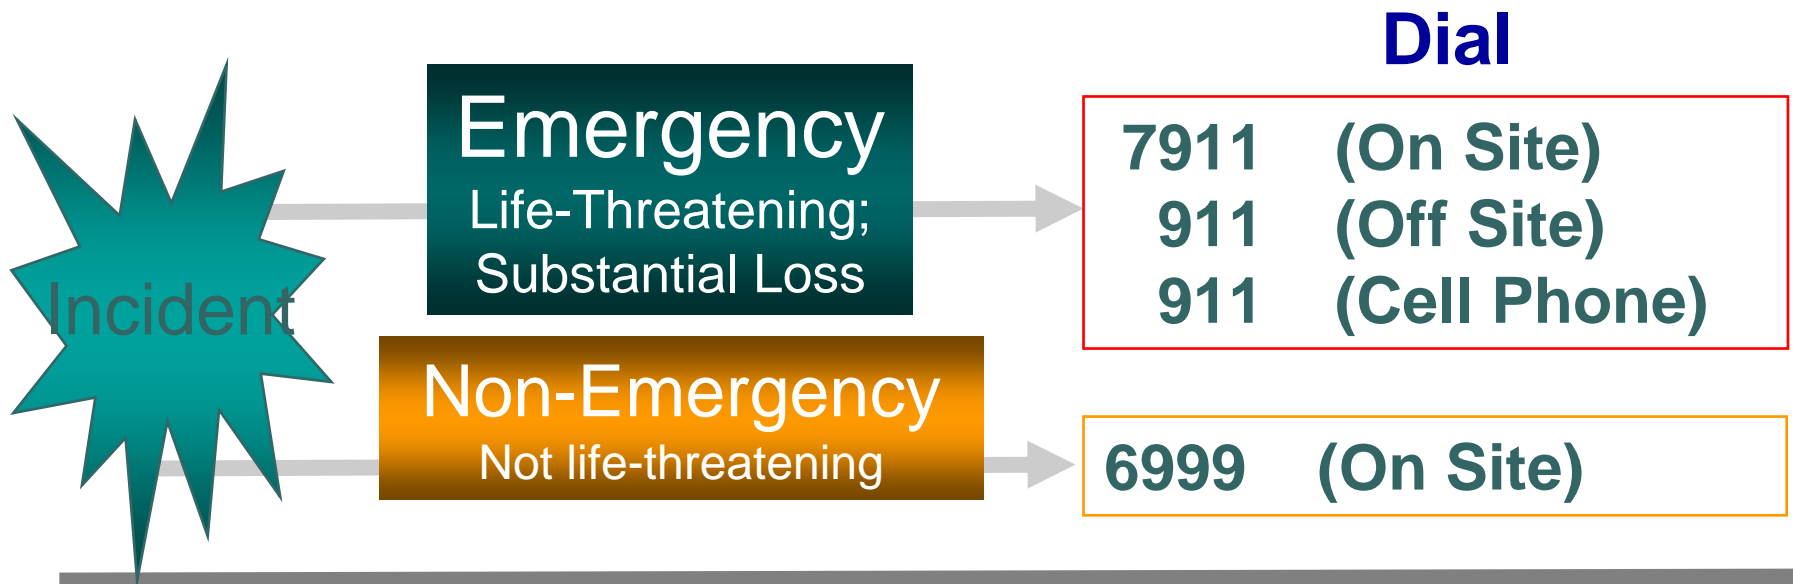 Dial
Incident
Emergency
Life-Threatening;
Substantial Loss
7911 (On Site)
911 (Off Site)
911 (Cell Phone)
Non-Emergency
Not life-threatening
6999 (On Site)